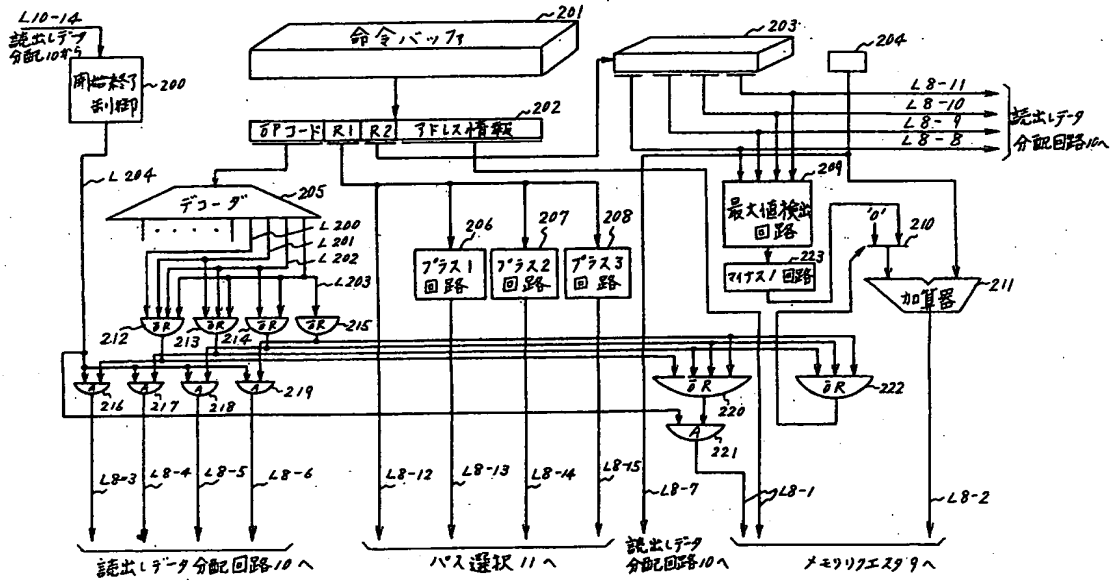 L10-14
読出しデータ
分配10から
開始終了
制御
200
命令バッファ
201
203
204
L8-11
L8-10
L8-9
L8-8
読出しデータ
分配回路10へ
OPコード R1 R2 アドレス情報
202
L204
デコーダ
205
L200
L201
L202
L203
206
プラス1
回路
207
プラス2
回路
208
プラス3
回路
209
最大値検出
回路
223
マイナス1回路
'0'
210
加算器
211
OR
212
OR
213
OR
214
OR
215
A
216
A
217
A
218
A
219
OR
220
A
221
OR
222
L8-3
L8-4
L8-5
L8-6
L8-12
L8-13
L8-14
L8-15
L8-7
L8-1
L8-2
読出しデータ分配回路10へ
パス選択11へ
読出しデータ
分配回路10へ
メモリリクエスタ9へ